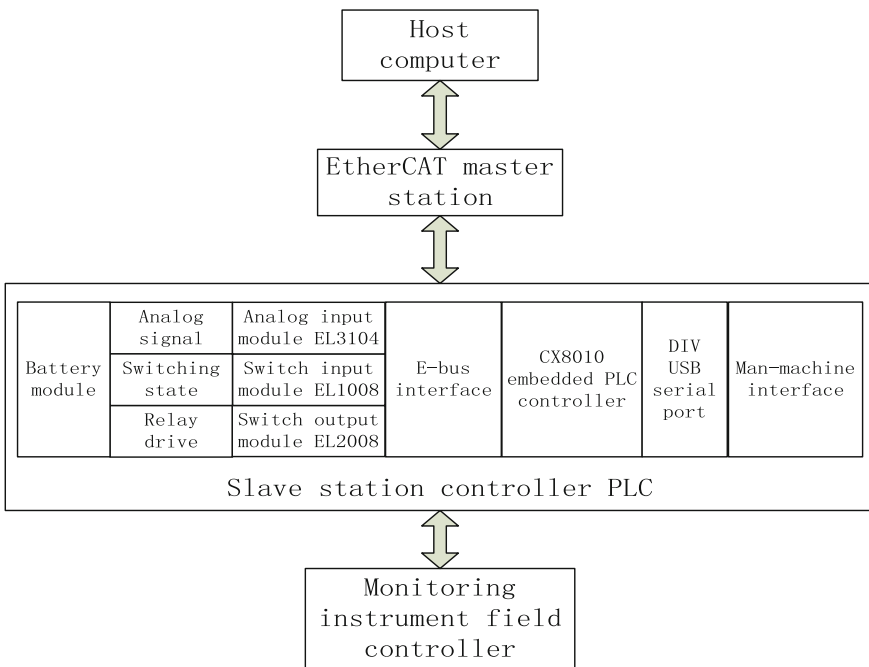 Host
computer
EtherCAT master
station
Battery
module
Analog
signal
Switching
state
Relay
drive
Analog input
module EL3104
Switch input
module EL1008
Switch output
module EL2008
E-bus
interface
CX8010
embedded PLC
controller
DIV
USB
serial
port
Man-machine
interface
Slave station controller PLC
Monitoring
instrument field
controller